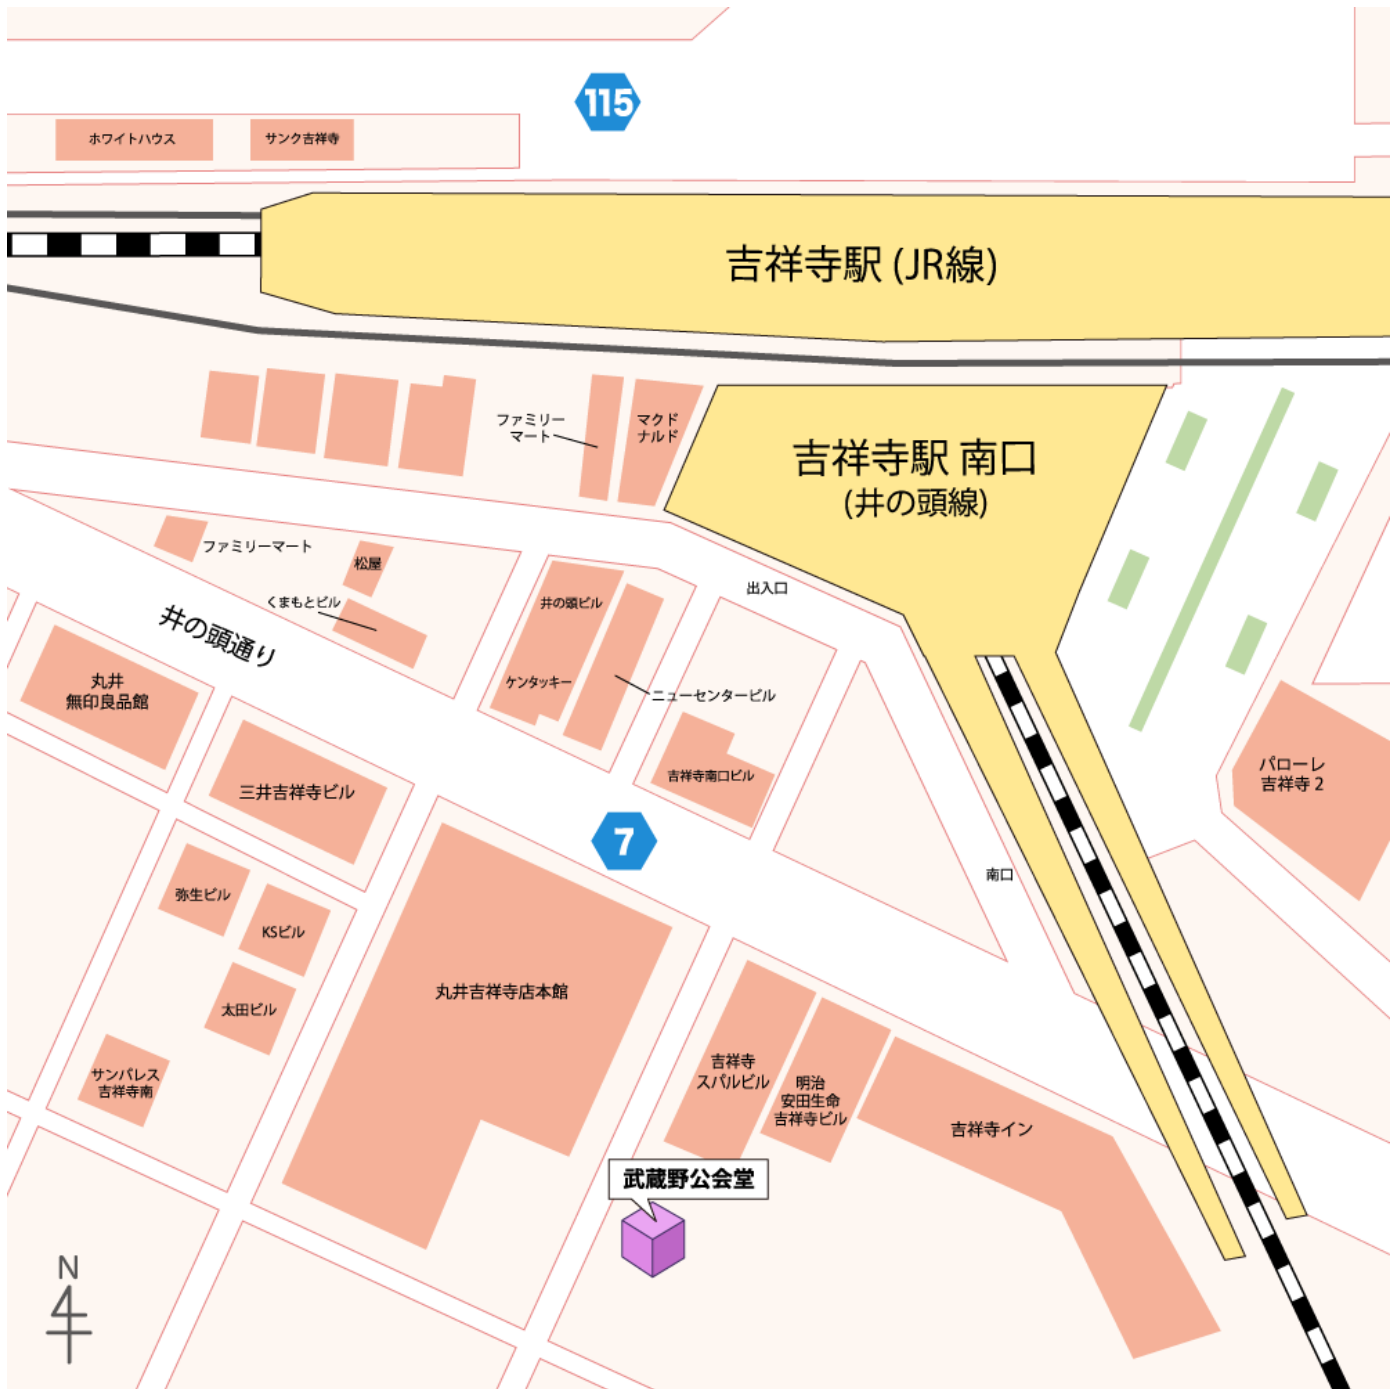 115
ホワイトハウス
サンク吉祥寺
吉祥寺駅 (JR線)
ファミリー
マート
マクド
ナルド
吉祥寺駅 南口
(井の頭線)
ファミリーマート
松屋
くまもとビル
井の頭通り
井の頭ビル
ケンタッキー
ニューセンタービル
出入口
吉祥寺南口ビル
丸井
無印良品館
三井吉祥寺ビル
7
パローレ
吉祥寺 2
弥生ビル
KSビル
太田ビル
サンパレス
吉祥寺南
丸井吉祥寺店本館
南口
吉祥寺
スバルビル
明治
安田生命
吉祥寺ビル
吉祥寺イン
武蔵野公会堂
N